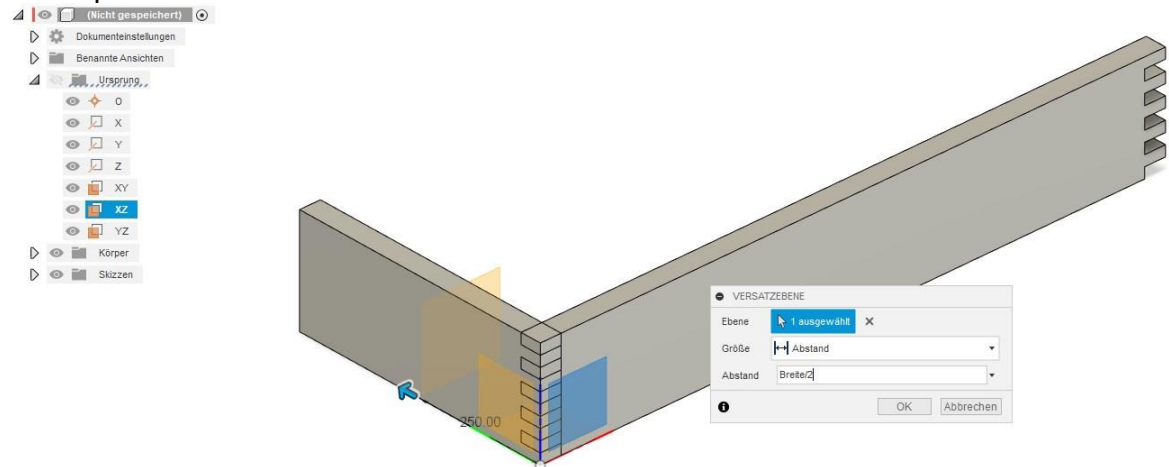 (Nicht gespeichert)
Dokumenteinstellungen
Benannte Ansichten
Ursprung
O
X
Y
Z
XY
XZ
YZ
Körper
Skizzen
250.00
VERSATZEBENE
Ebene 1 ausgewählt
Größe Abstand
Abstand Breite/2
OK Abbrechen